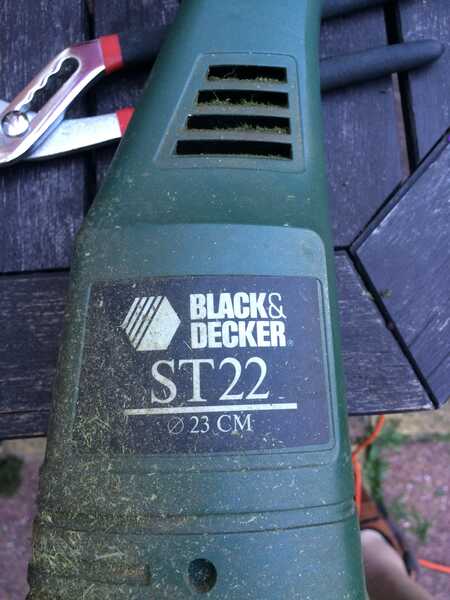 BLACK&
DECKER®
ST22
⌀ 23 CM